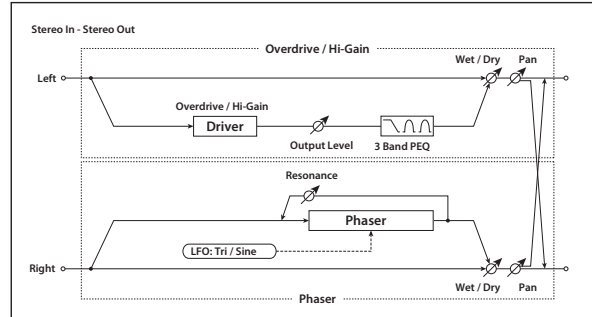 Stereo In - Stereo Out
Overdrive / Hi-Gain
Wet / Dry
Pan
Left
Overdrive / Hi-Gain
Driver
Output Level
3 Band PEQ
Resonance
Phaser
LFO: Tri / Sine
Right
Wet / Dry
Pan
Phaser